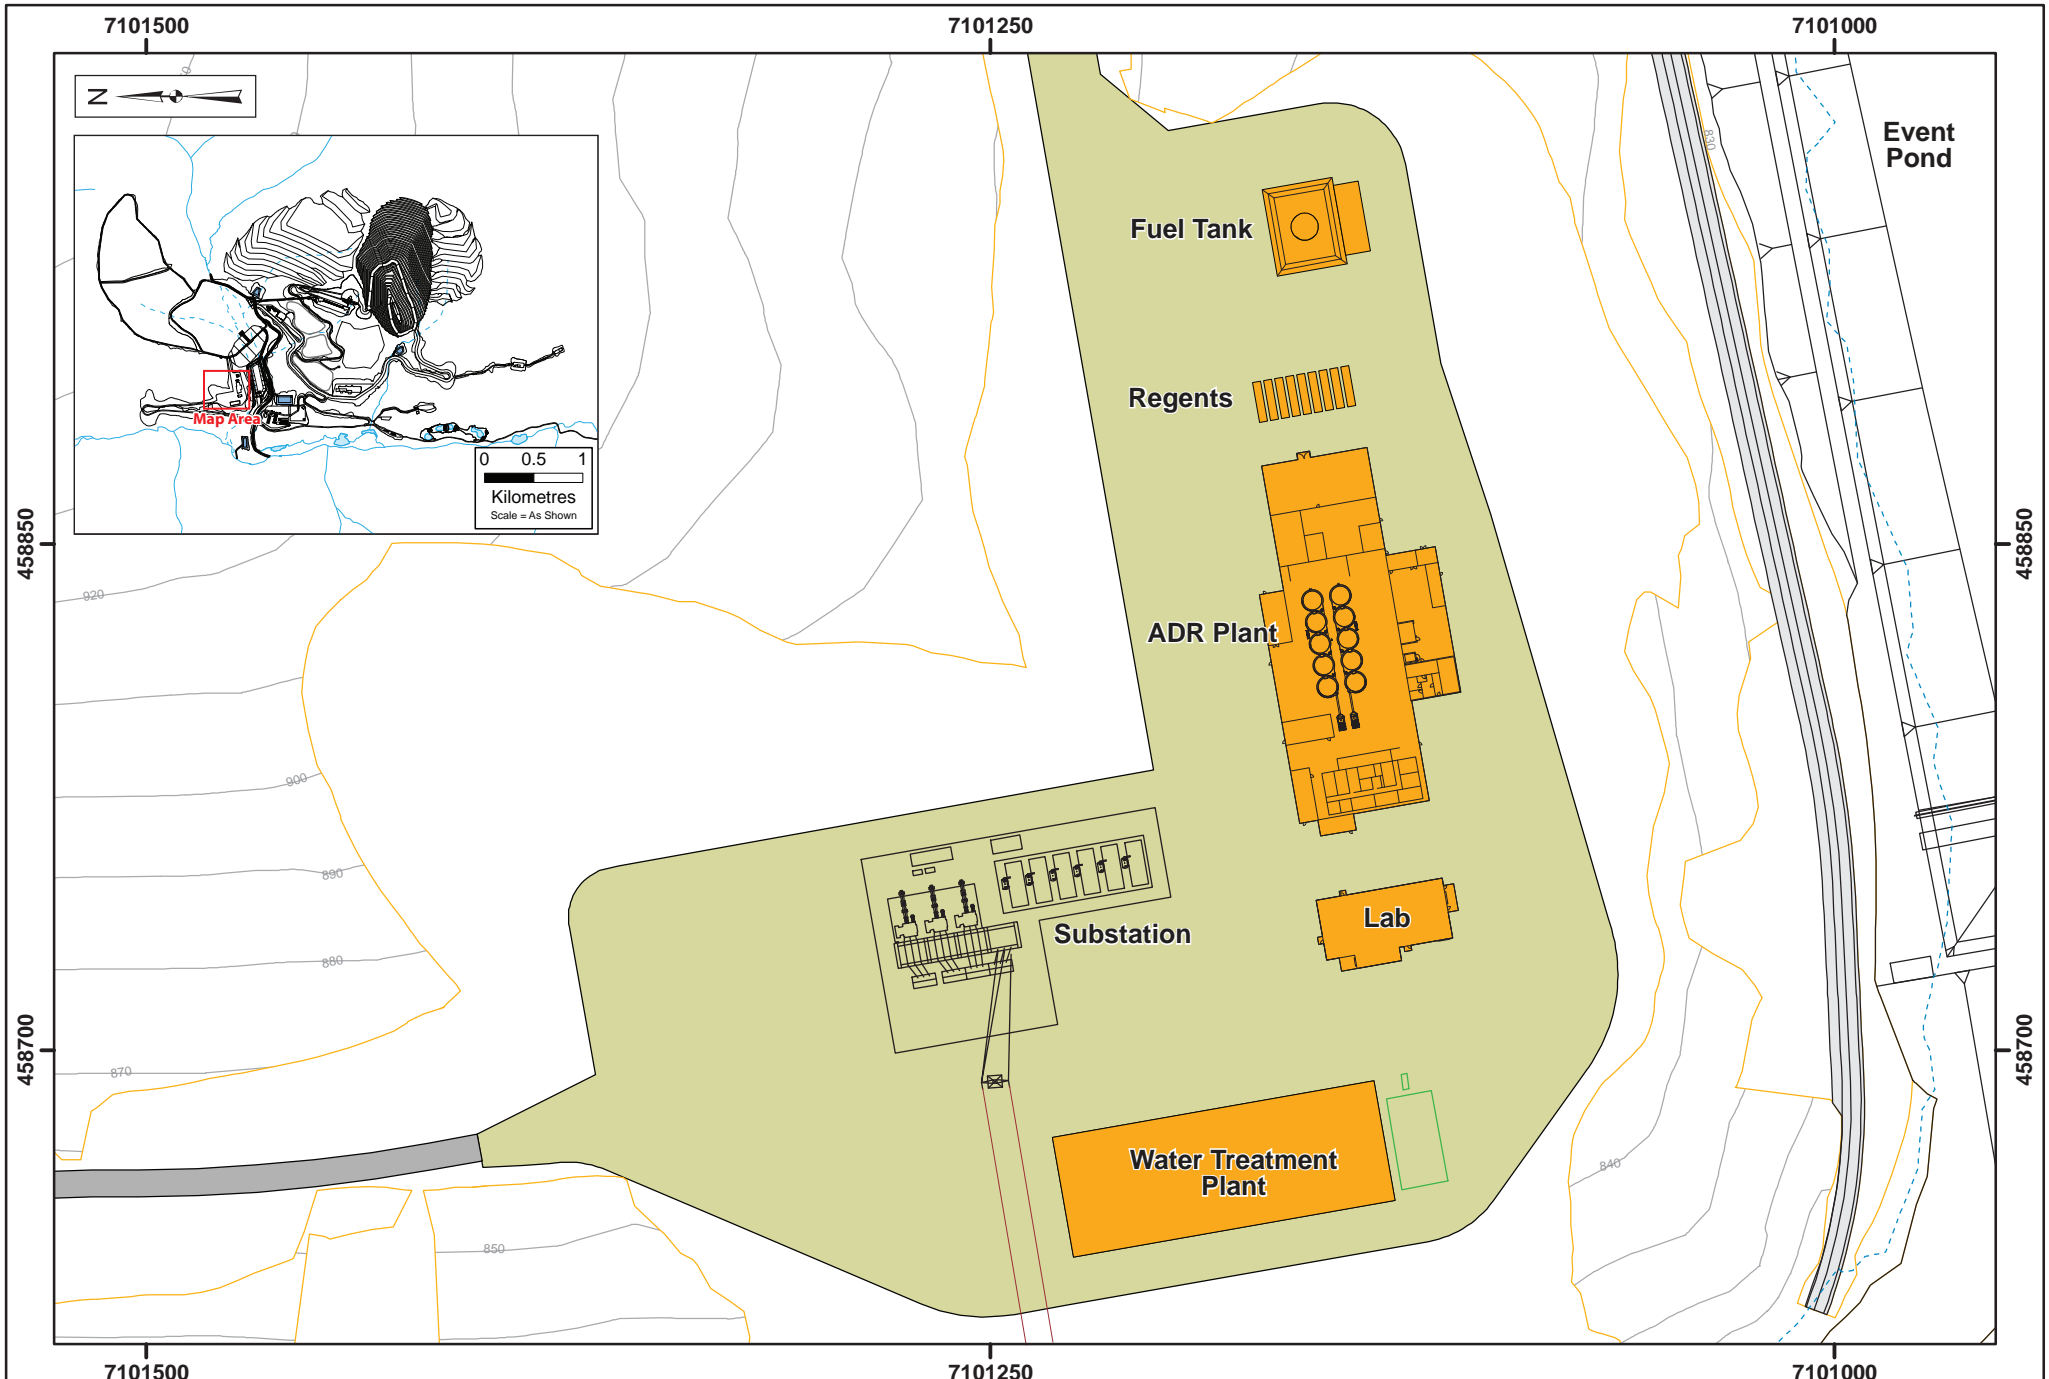 7101500
7101250
7101000
N
Event
Pond
830
Fuel Tank
Map Area
0 0.5 1
Kilometres
Scale = As Shown
Regents
458850
458850
920
ADR Plant
900
890
Lab
Substation
880
458700
458700
870
Water Treatment
Plant
840
850
7101500
7101250
7101000